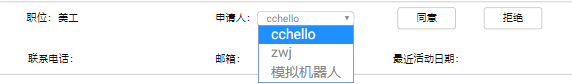 职位：美工 申请人： cchello 同意 拒绝
cchello
zwj
联系电话： 邮箱： 最近活动日期：
模拟机器人